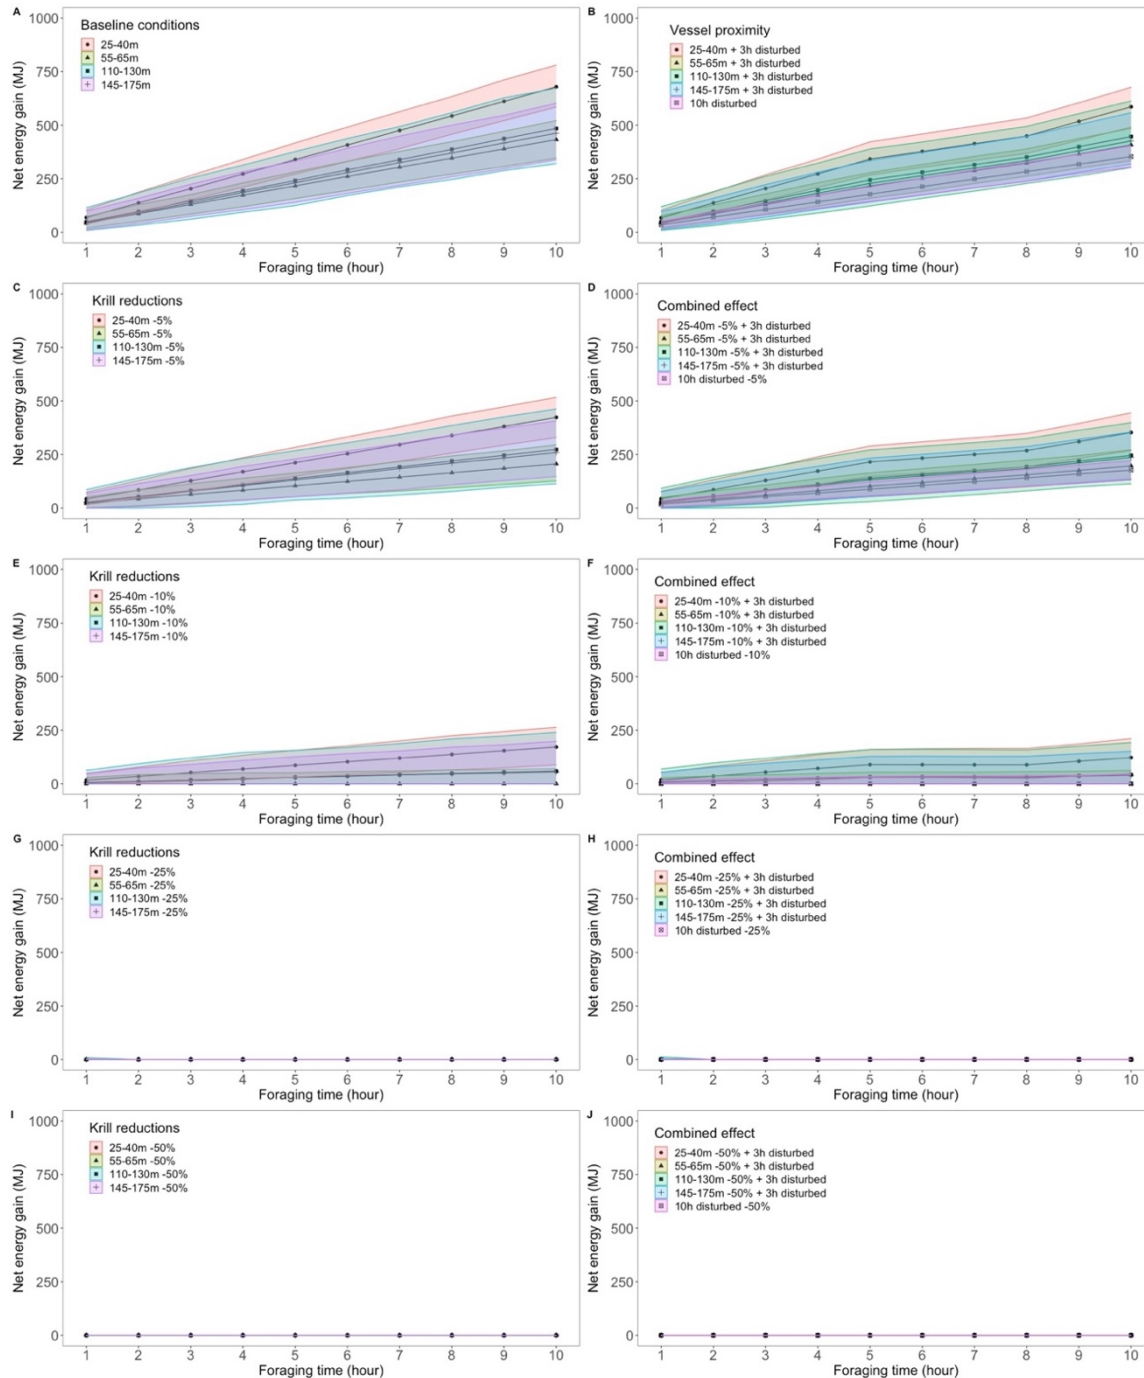 A
Baseline conditions
25-40m
55-65m
110-130m
145-175m
Net energy gain (MJ)
1000
750
500
250
0
1 2 3 4 5 6 7 8 9 10
Foraging time (hour)
B
Vessel proximity
25-40m + 3h disturbed
55-65m + 3h disturbed
110-130m + 3h disturbed
145-175m + 3h disturbed
10h disturbed
Net energy gain (MJ)
1000
750
500
250
0
1 2 3 4 5 6 7 8 9 10
Foraging time (hour)
C
Krill reductions
25-40m -5%
55-65m -5%
110-130m -5%
145-175m -5%
Net energy gain (MJ)
1000
750
500
250
0
1 2 3 4 5 6 7 8 9 10
Foraging time (hour)
D
Combined effect
25-40m -5% + 3h disturbed
55-65m -5% + 3h disturbed
110-130m -5% + 3h disturbed
145-175m -5% + 3h disturbed
10h disturbed -5%
Net energy gain (MJ)
1000
750
500
250
0
1 2 3 4 5 6 7 8 9 10
Foraging time (hour)
E
Krill reductions
25-40m -10%
55-65m -10%
110-130m -10%
145-175m -10%
Net energy gain (MJ)
1000
750
500
250
0
1 2 3 4 5 6 7 8 9 10
Foraging time (hour)
F
Combined effect
25-40m -10% + 3h disturbed
55-65m -10% + 3h disturbed
110-130m -10% + 3h disturbed
145-175m -10% + 3h disturbed
10h disturbed -10%
Net energy gain (MJ)
1000
750
500
250
0
1 2 3 4 5 6 7 8 9 10
Foraging time (hour)
G
Krill reductions
25-40m -25%
55-65m -25%
110-130m -25%
145-175m -25%
Net energy gain (MJ)
1000
750
500
250
0
1 2 3 4 5 6 7 8 9 10
Foraging time (hour)
H
Combined effect
25-40m -25% + 3h disturbed
55-65m -25% + 3h disturbed
110-130m -25% + 3h disturbed
145-175m -25% + 3h disturbed
10h disturbed -25%
Net energy gain (MJ)
1000
750
500
250
0
1 2 3 4 5 6 7 8 9 10
Foraging time (hour)
I
Krill reductions
25-40m -50%
55-65m -50%
110-130m -50%
145-175m -50%
Net energy gain (MJ)
1000
750
500
250
0
1 2 3 4 5 6 7 8 9 10
Foraging time (hour)
J
Combined effect
25-40m -50% + 3h disturbed
55-65m -50% + 3h disturbed
110-130m -50% + 3h disturbed
145-175m -50% + 3h disturbed
10h disturbed -50%
Net energy gain (MJ)
1000
750
500
250
0
1 2 3 4 5 6 7 8 9 10
Foraging time (hour)